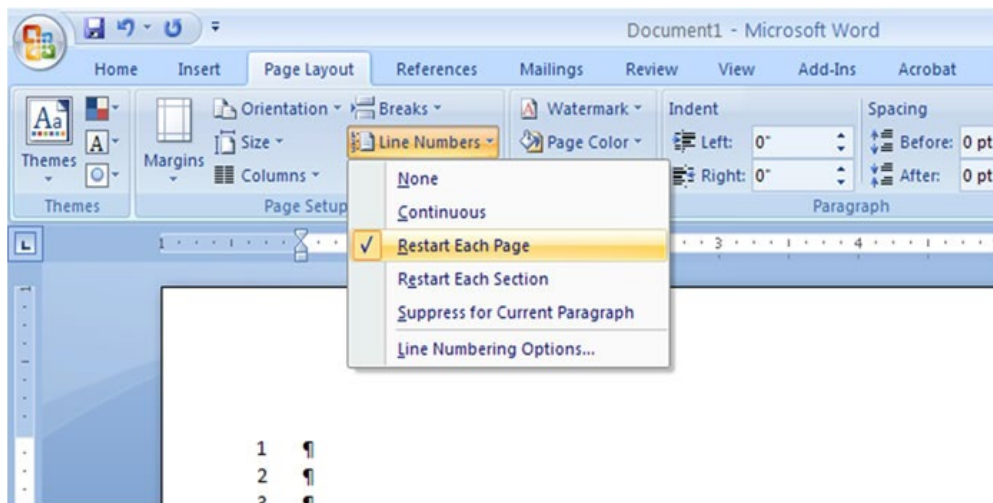 Document1 - Microsoft Word
Home Insert Page Layout References Mailings Review View Add-Ins Acrobat
Aa Orientation Breaks Watermark Indent Spacing
A Size Line Numbers Page Color Left: 0" Before: 0 pt
Themes Margins Columns Right: 0" After: 0 pt
Themes Page Setup Paragraph
None
Continuous
Restart Each Page
Restart Each Section
Suppress for Current Paragraph
Line Numbering Options...
L 1 3 4
1 ¶
2 ¶
3 ¶